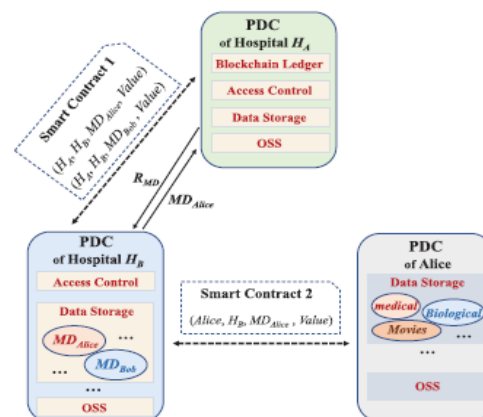 PDC
of Hospital H_A
Blockchain Ledger
Access Control
Data Storage
OSS
Smart Contract 1
(H_A, H_B, MD_Alice, Value)
(H_A, H_B, MD_Bob, Value)
R_MD
MD_Alice
PDC
of Hospital H_B
Access Control
Data Storage
MD_Alice
...
...
MD_Bob
...
OSS
Smart Contract 2
(Alice, H_B, MD_Alice, Value)
PDC
of Alice
Data Storage
medical
Biological
Movies
...
...
OSS